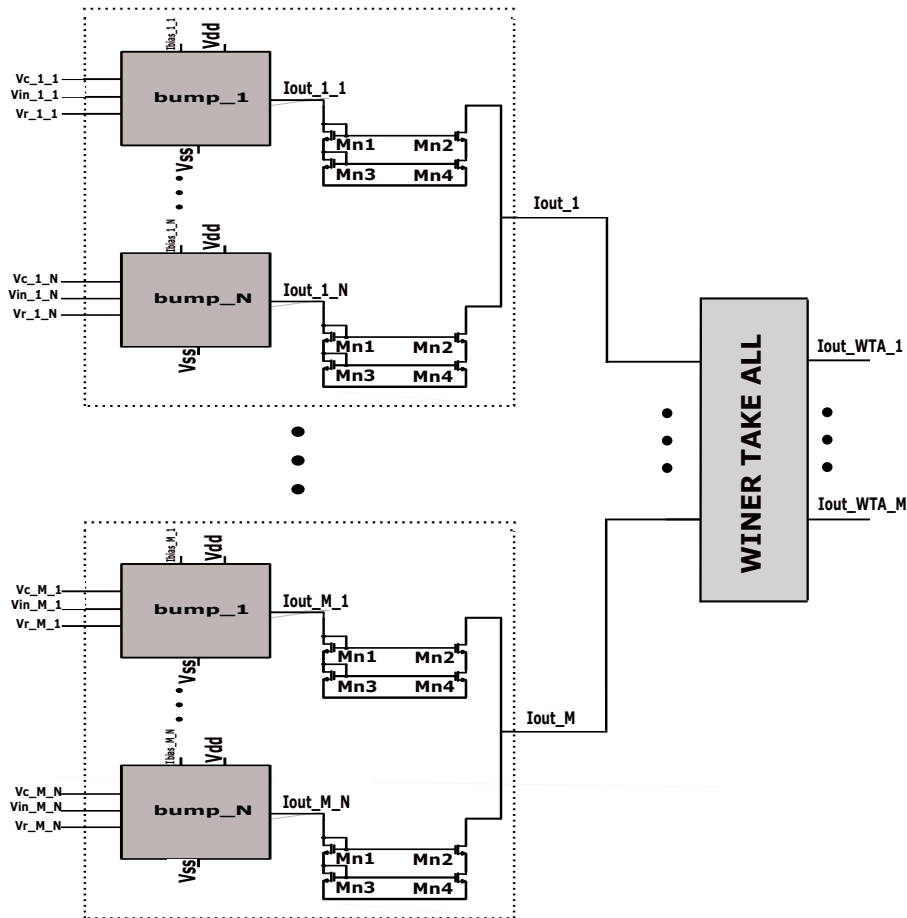 Ibias_1_1
Vdd
Vc_1_1
Vin_1_1
Vr_1_1
bump_1
Iout_1_1
Mn1
Mn2
Mn3
Mn4
Vss
Iout_1
Ibias_1_N
Vdd
Vc_1_N
Vin_1_N
Vr_1_N
bump_N
Iout_1_N
Mn1
Mn2
Mn3
Mn4
Vss
WINER TAKE ALL
Iout_WTA_1
Iout_WTA_M
Ibias_M_1
Vdd
Vc_M_1
Vin_M_1
Vr_M_1
bump_1
Iout_M_1
Mn1
Mn2
Mn3
Mn4
Vss
Iout_M
Ibias_M_N
Vdd
Vc_M_N
Vin_M_N
Vr_M_N
bump_N
Iout_M_N
Mn1
Mn2
Mn3
Mn4
Vss